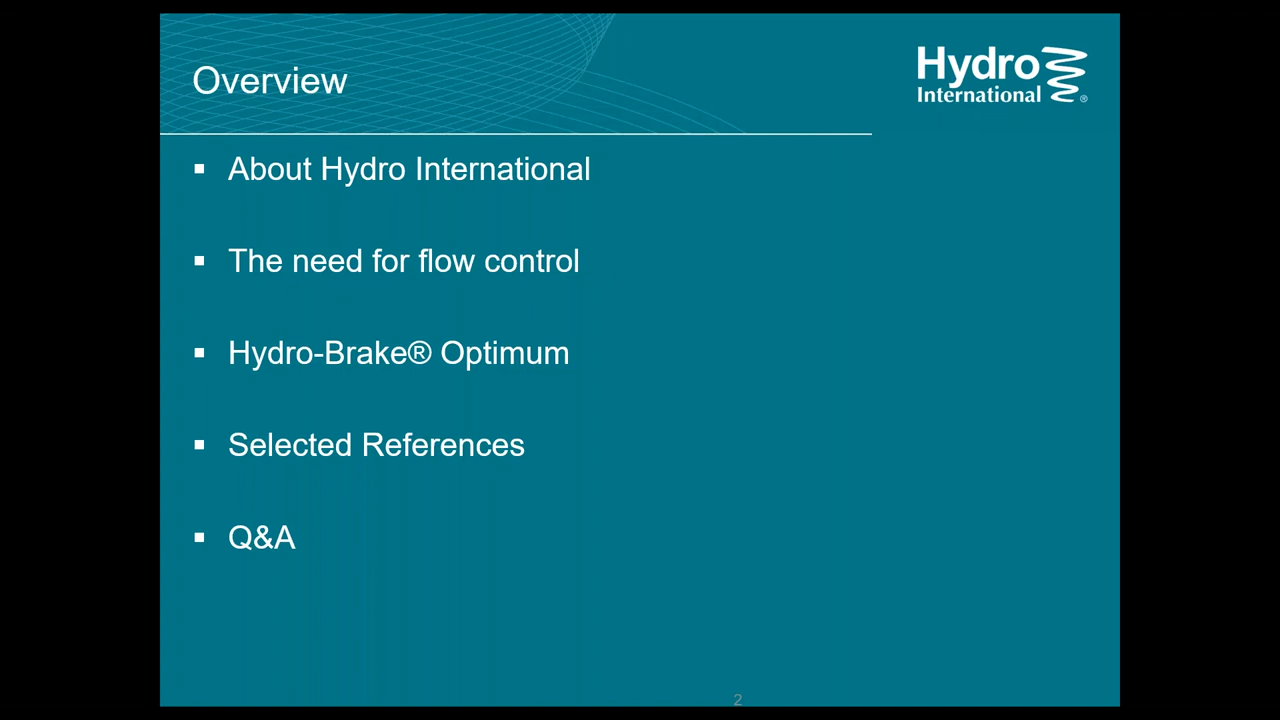 Overview
Hydro
International ®
▪ About Hydro International
▪ The need for flow control
▪ Hydro-Brake® Optimum
▪ Selected References
▪ Q&A
2